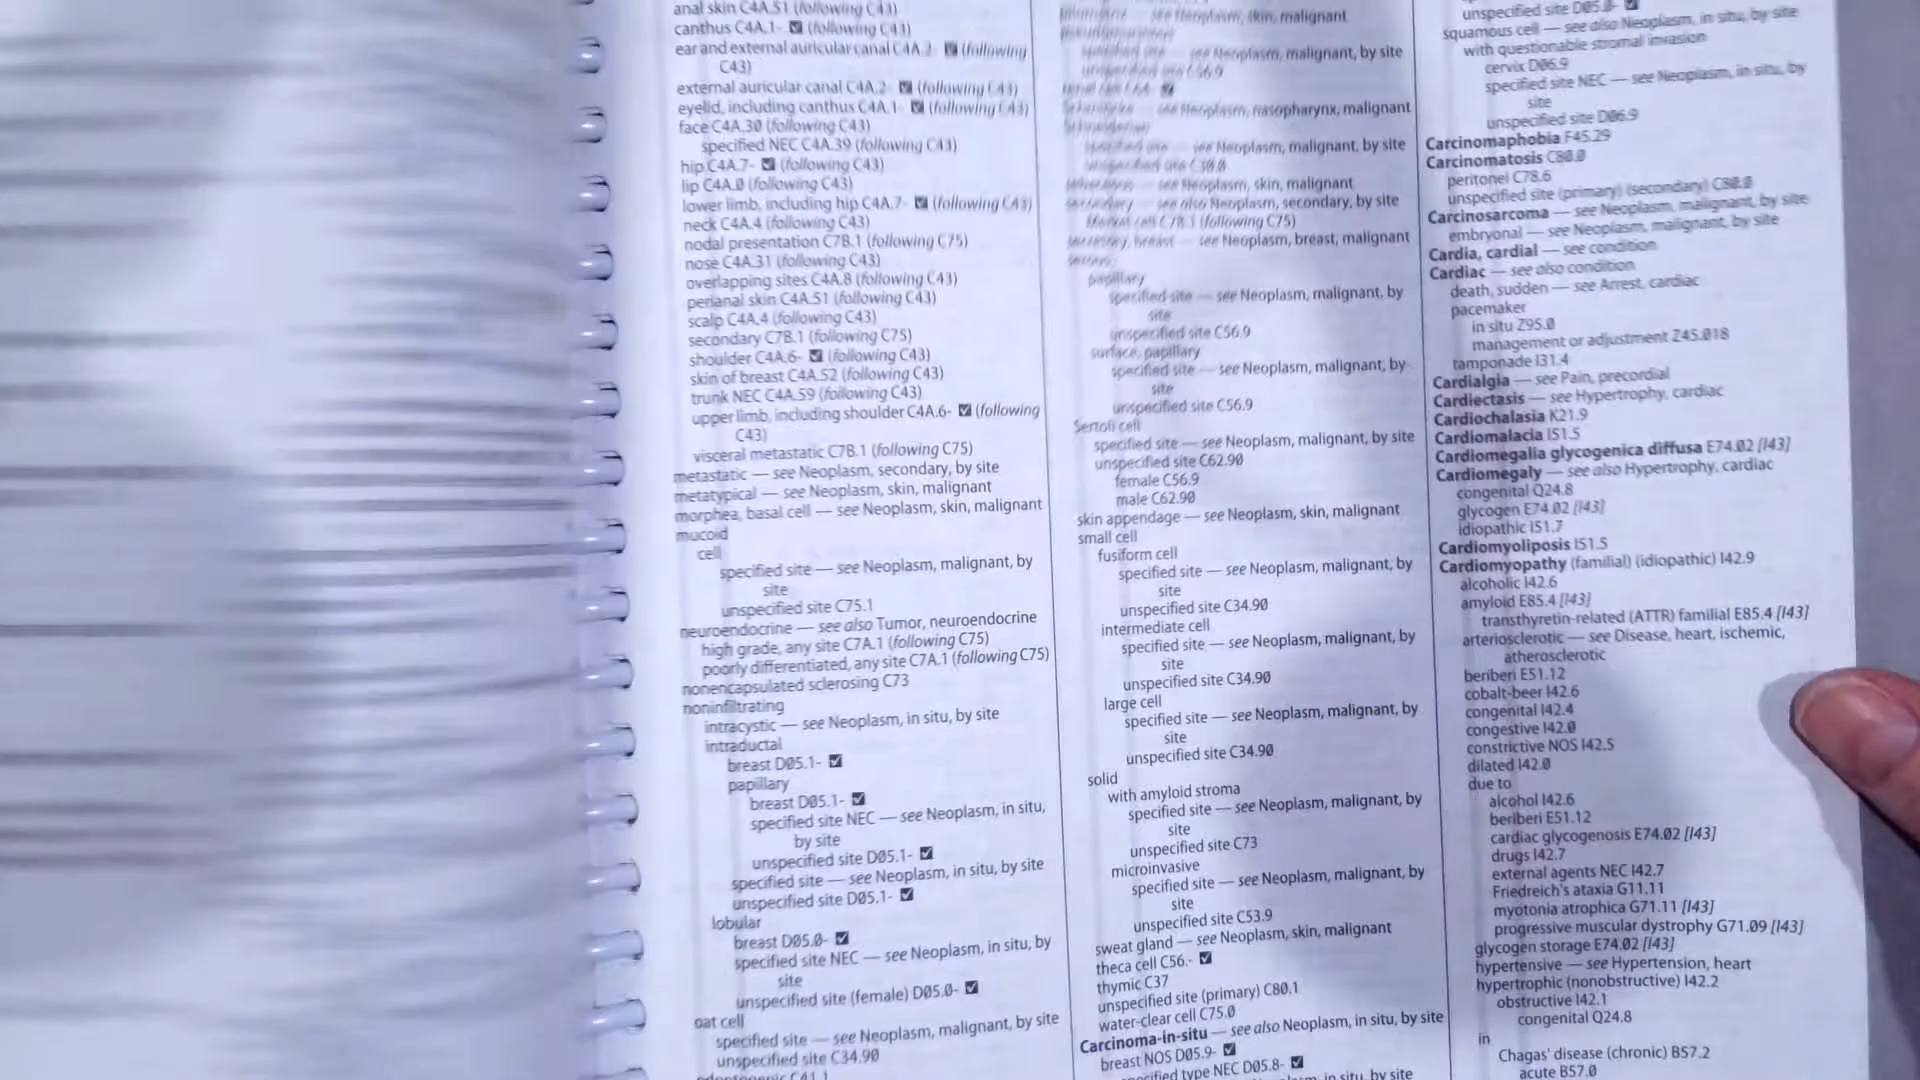 anal skin C4A.51 (following C43)
canthus C4A.1- ☑ (following C43)
ear and external auricular canal C4A.2- ☑ (following
C43)
external auricular canal C4A.2- ☑ (following C43)
eyelid, including canthus C4A.1- ☑ (following C43)
face C4A.30 (following C43)
specified NEC C4A.39 (following C43)
hip C4A.7- ☑ (following C43)
lip C4A.0 (following C43)
lower limb, including hip C4A.7- ☑ (following C43)
neck C4A.4 (following C43)
nodal presentation C7B.1 (following C75)
nose C4A.31 (following C43)
overlapping sites C4A.8 (following C43)
perianal skin C4A.51 (following C43)
scalp C4A.4 (following C43)
secondary C7B.1 (following C75)
shoulder C4A.6- ☑ (following C43)
skin of breast C4A.52 (following C43)
trunk NEC C4A.59 (following C43)
upper limb, including shoulder C4A.6- ☑ (following
C43)
visceral metastatic C7B.1 (following C75)
metastatic — see Neoplasm, secondary, by site
metatypical — see Neoplasm, skin, malignant
morphea, basal cell — see Neoplasm, skin, malignant
mucoid
cell
specified site — see Neoplasm, malignant, by
site
unspecified site C75.1
neuroendocrine — see also Tumor, neuroendocrine
high grade, any site C7A.1 (following C75)
poorly differentiated, any site C7A.1 (following C75)
nonencapsulated sclerosing C73
noninfiltrating
intracystic — see Neoplasm, in situ, by site
intraductal
breast D05.1- ☑
papillary
breast D05.1- ☑
specified site NEC — see Neoplasm, in situ,
by site
unspecified site D05.1- ☑
specified site — see Neoplasm, in situ, by site
unspecified site D05.1- ☑
lobular
breast D05.0- ☑
specified site NEC — see Neoplasm, in situ, by
site
unspecified site (female) D05.0- ☑
oat cell
specified site — see Neoplasm, malignant, by site
unspecified site C34.90
see Neoplasm, skin, malignant
see Neoplasm, malignant, by site
C56.9
see Neoplasm, nasopharynx, malignant
see Neoplasm, malignant, by site
C30.0
see Neoplasm, skin, malignant
secondary — see also Neoplasm, secondary, by site
C7B.1 (following C75)
secretory, breast — see Neoplasm, breast, malignant
serous
papillary
specified site — see Neoplasm, malignant, by
site
unspecified site C56.9
surface, papillary
specified site — see Neoplasm, malignant, by
site
unspecified site C56.9
Sertoli cell
specified site — see Neoplasm, malignant, by site
unspecified site C62.90
female C56.9
male C62.90
skin appendage — see Neoplasm, skin, malignant
small cell
fusiform cell
specified site — see Neoplasm, malignant, by
site
unspecified site C34.90
intermediate cell
specified site — see Neoplasm, malignant, by
site
unspecified site C34.90
large cell
specified site — see Neoplasm, malignant, by
site
unspecified site C34.90
solid
with amyloid stroma
specified site — see Neoplasm, malignant, by
site
unspecified site C73
microinvasive
specified site — see Neoplasm, malignant, by
site
unspecified site C53.9
sweat gland — see Neoplasm, skin, malignant
theca cell C56.- ☑
thymic C37
unspecified site (primary) C80.1
water-clear cell C75.0
Carcinoma-in-situ — see also Neoplasm, in situ, by site
breast NOS D05.9- ☑
specified type NEC D05.8- ☑
in situ, by site
unspecified site D05.8- ☑
squamous cell — see also Neoplasm, in situ, by site
with questionable stromal invasion
cervix D06.9
specified site NEC — see Neoplasm, in situ, by
site
unspecified site D06.9
Carcinomaphobia F45.29
Carcinomatosis C80.0
peritonei C78.6
unspecified site (primary) (secondary) C80.0
Carcinosarcoma — see Neoplasm, malignant, by site
embryonal — see Neoplasm, malignant, by site
Cardia, cardial — see condition
Cardiac — see also condition
death, sudden — see Arrest, cardiac
pacemaker
in situ Z95.0
management or adjustment Z45.018
tamponade I31.4
Cardialgia — see Pain, precordial
Cardiectasis — see Hypertrophy, cardiac
Cardiochalasia K21.9
Cardiomalacia I51.5
Cardiomegalia glycogenica diffusa E74.02 [I43]
Cardiomegaly — see also Hypertrophy, cardiac
congenital Q24.8
glycogen E74.02 [I43]
idiopathic I51.7
Cardiomyoliposis I51.5
Cardiomyopathy (familial) (idiopathic) I42.9
alcoholic I42.6
amyloid E85.4 [I43]
transthyretin-related (ATTR) familial E85.4 [I43]
arteriosclerotic — see Disease, heart, ischemic,
atherosclerotic
beriberi E51.12
cobalt-beer I42.6
congenital I42.4
congestive I42.0
constrictive NOS I42.5
dilated I42.0
due to
alcohol I42.6
beriberi E51.12
cardiac glycogenosis E74.02 [I43]
drugs I42.7
external agents NEC I42.7
Friedreich's ataxia G11.11
myotonia atrophica G71.11 [I43]
progressive muscular dystrophy G71.09 [I43]
glycogen storage E74.02 [I43]
hypertensive — see Hypertension, heart
hypertrophic (nonobstructive) I42.2
obstructive I42.1
congenital Q24.8
in
Chagas' disease (chronic) B57.2
acute B57.0